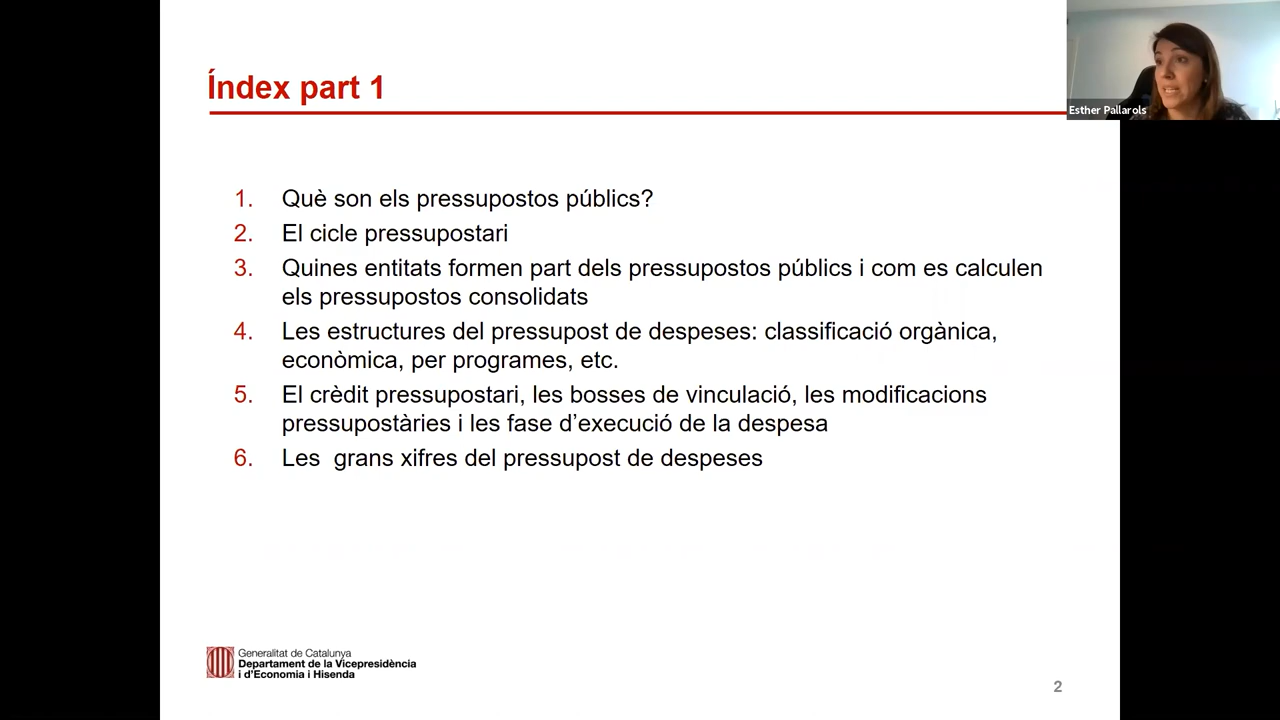 Índex part 1
Esther Pallarols
1. Què son els pressupostos públics?
2. El cicle pressupostari
3. Quines entitats formen part dels pressupostos públics i com es calculen
els pressupostos consolidats
4. Les estructures del pressupost de despeses: classificació orgànica,
econòmica, per programes, etc.
5. El crèdit pressupostari, les bosses de vinculació, les modificacions
pressupostàries i les fase d’execució de la despesa
6. Les  grans xifres del pressupost de despeses
Generalitat de Catalunya
Departament de la Vicepresidència
i d'Economia i Hisenda
2